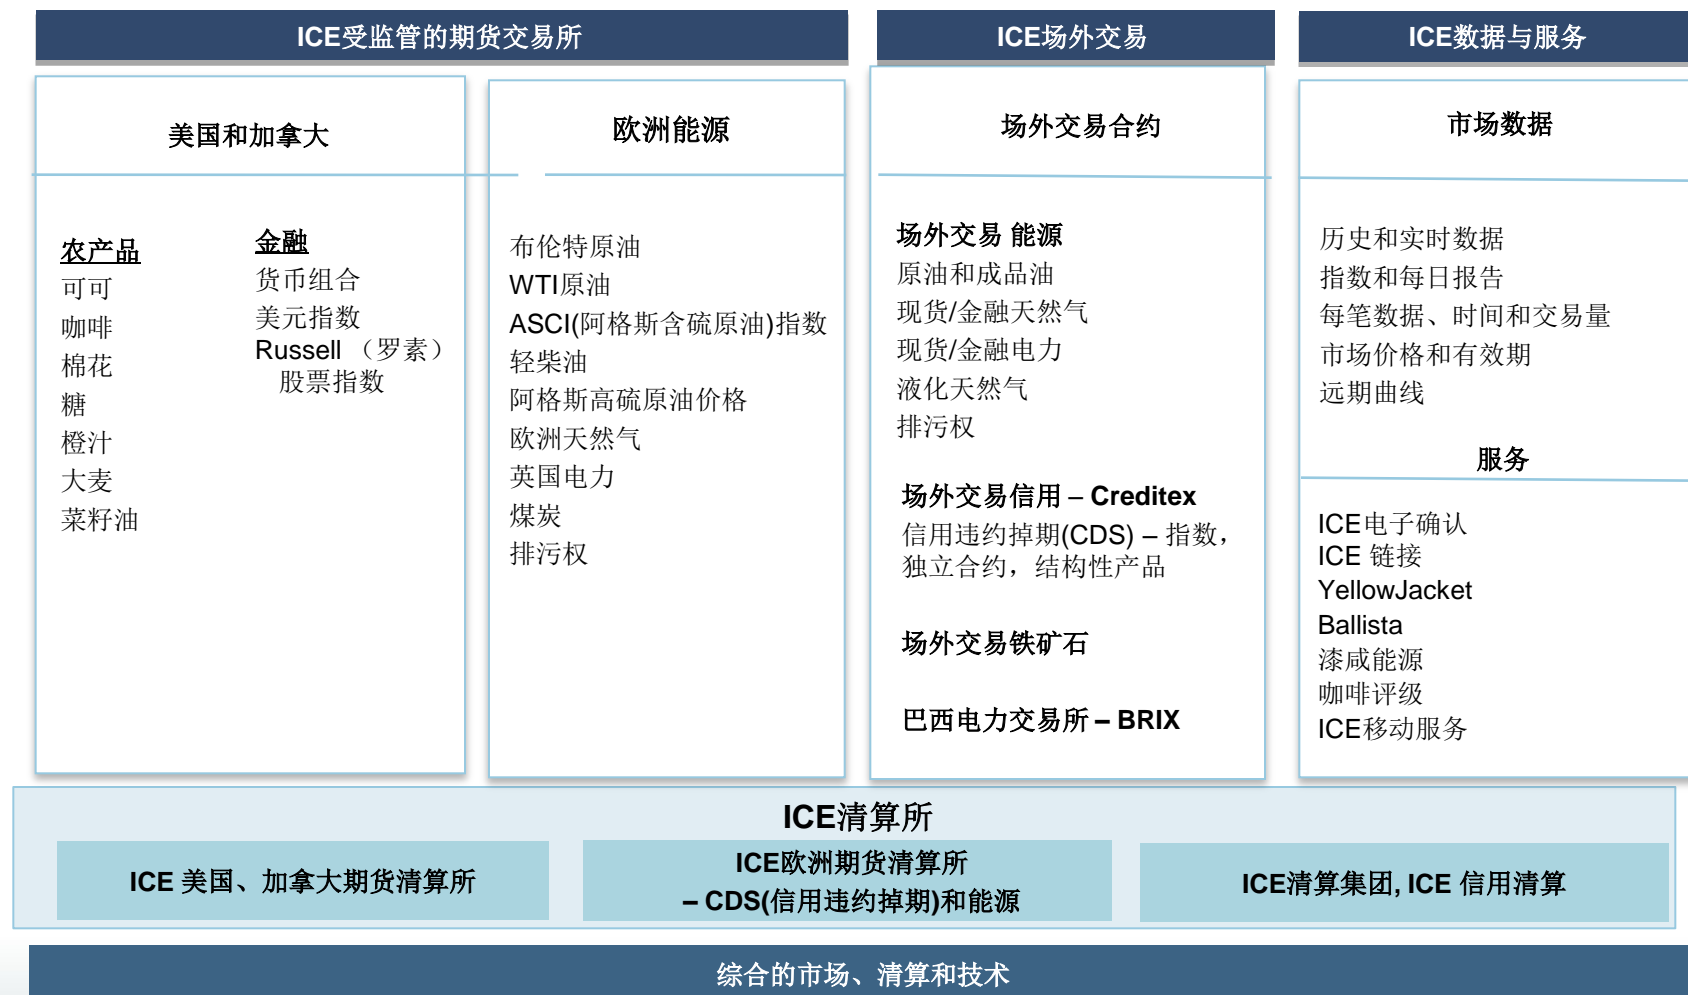 ICE受监管的期货交易所
ICE场外交易
ICE数据与服务
美国和加拿大
农产品
可可
咖啡
棉花
糖
橙汁
大麦
菜籽油
金融
货币组合
美元指数
Russell （罗素）
股票指数
欧洲能源
布伦特原油
WTI原油
ASCI(阿格斯含硫原油)指数
轻柴油
阿格斯高硫原油价格
欧洲天然气
英国电力
煤炭
排污权
场外交易合约
场外交易 能源
原油和成品油
现货/金融天然气
现货/金融电力
液化天然气
排污权
场外交易信用 – Creditex
信用违约掉期(CDS) – 指数，
独立合约，结构性产品
场外交易铁矿石
巴西电力交易所 – BRIX
市场数据
历史和实时数据
指数和每日报告
每笔数据、时间和交易量
市场价格和有效期
远期曲线
服务
ICE电子确认
ICE 链接
YellowJacket
Ballista
漆咸能源
咖啡评级
ICE移动服务
ICE清算所
ICE 美国、加拿大期货清算所
ICE欧洲期货清算所
– CDS(信用违约掉期)和能源
ICE清算集团, ICE 信用清算
综合的市场、清算和技术